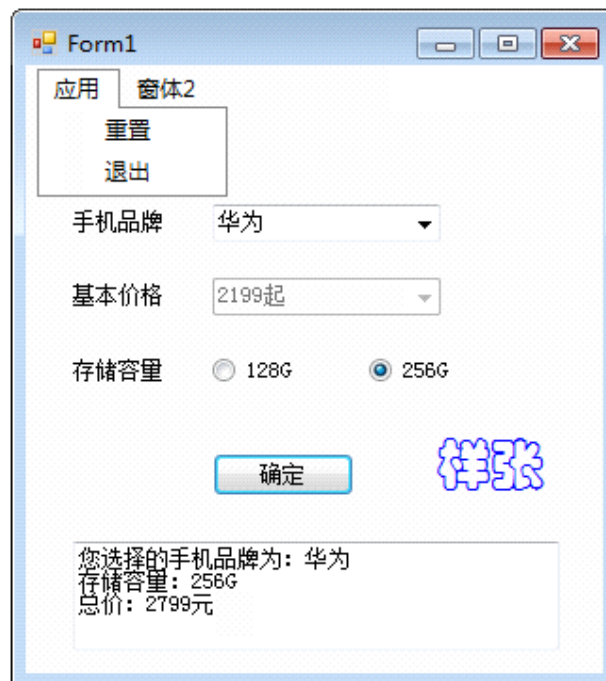 Form1
应用 窗体2
重置
退出
手机品牌 华为
基本价格 2199起
存储容量 128G 256G
确定 样张
您选择的手机品牌为: 华为
存储容量: 256G
总价: 2799元